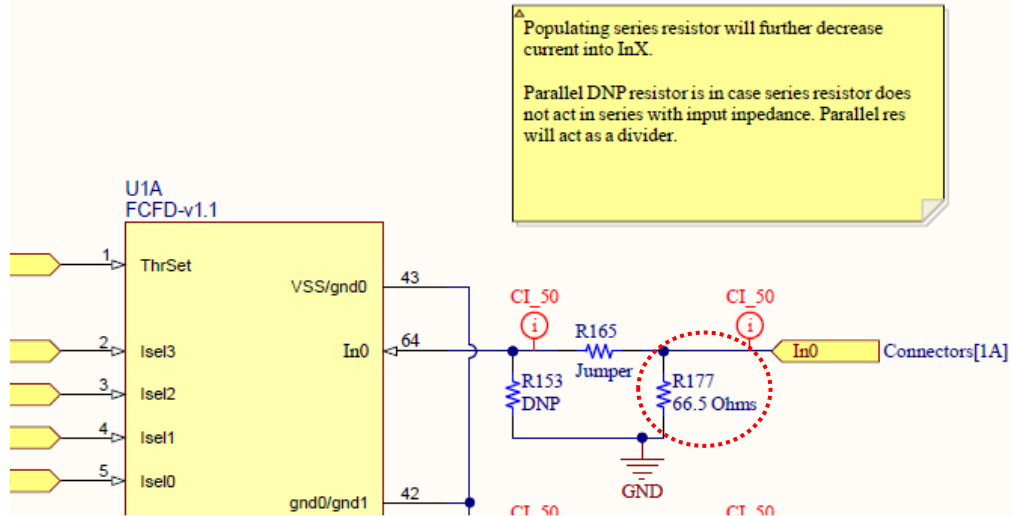 Populating series resistor will further decrease
current into InX.
Parallel DNP resistor is in case series resistor does
not act in series with input inpedance. Parallel res
will act as a divider.
U1A
FCFD-v1.1
1
ThrSet
VSS/gnd0
43
CI_50
CI_50
i
i
2
Isel3
In0
64
R165
Jumper
In0
Connectors[1A]
3
Isel2
R153
DNP
R177
66.5 Ohms
4
Isel1
5
Isel0
GND
gnd0/gnd1
42
CI_50
CI_50